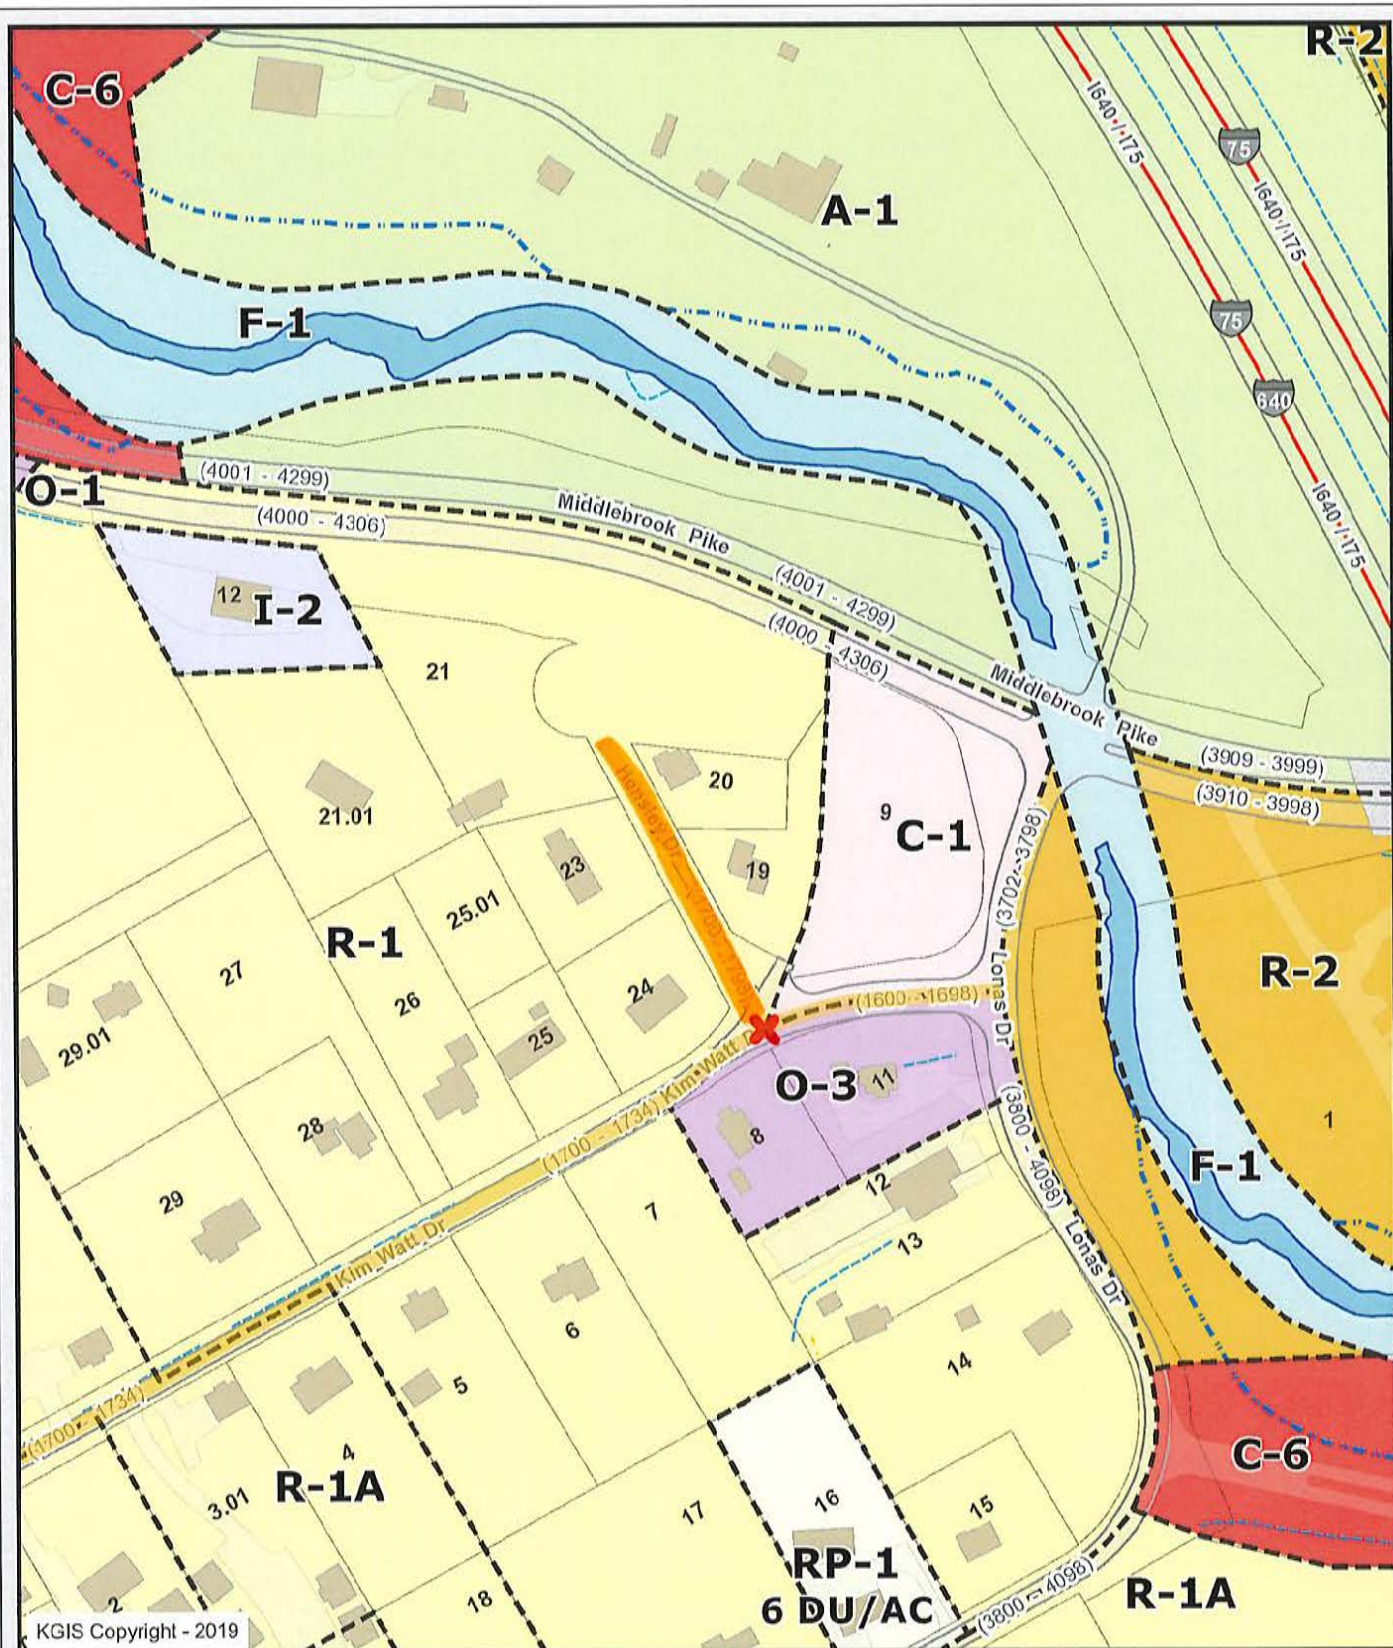 R-2
C-6
I640 / I75
75
I640 / I75
A-1
F-1
75
640
I640 / I75
(4001 - 4299)
O-1
(4000 - 4306)
Middlebrook Pike
(4001 - 4299)
(4000 - 4306)
12
I-2
21
Middlebrook Pike
(3909 - 3999)
(3910 - 3998)
20
21.01
9
C-1
(3702 - 3798)
23
19
25.01
R-1
27
26
24
R-2
(1600 - 1698)
Lonas Dr
29.01
25
O-3
11
Kim Watt D
(1700 - 1734)
28
8
1
(3800 - 4098)
F-1
29
7
12
13
Lonas Dr
Kim Watt Dr
6
14
5
(1700 - 1734)
4
C-6
R-1A
3.01
17
16
15
RP-1
6 DU/AC
R-1A
(3800 - 4098)
2
18
KGIS Copyright - 2019